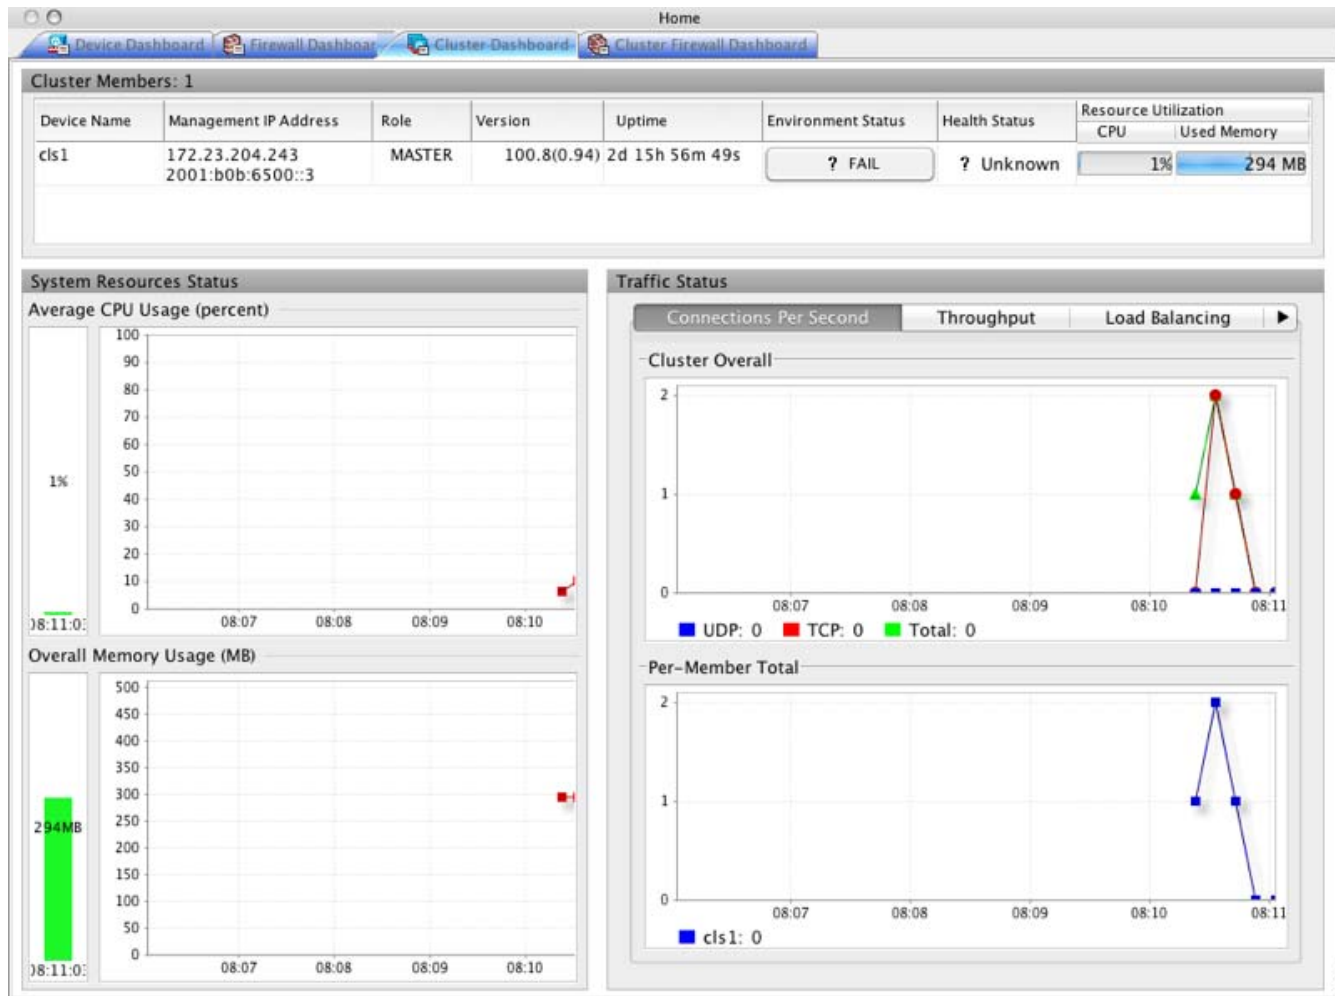 Home
Device Dashboard Firewall Dashboar Cluster Dashboard Cluster Firewall Dashboard
Cluster Members: 1
Device Name Management IP Address Role Version Uptime Environment Status Health Status Resource Utilization
CPU Used Memory
cls1 172.23.204.243 MASTER 100.8(0.94) 2d 15h 56m 49s ? FAIL ? Unknown 1% 294 MB
2001:b0b:6500::3
System Resources Status
Average CPU Usage (percent)
100
90
80
70
60
50
1%
40
30
20
10
0
08:07 08:08 08:09 08:10
08:11:03
Overall Memory Usage (MB)
500
450
400
350
300
250
294MB
200
150
100
50
0
08:07 08:08 08:09 08:10
08:11:03
Traffic Status
Connections Per Second Throughput Load Balancing
Cluster Overall
2
1
0
08:07 08:08 08:09 08:10 08:11
UDP: 0 TCP: 0 Total: 0
Per-Member Total
2
1
0
08:07 08:08 08:09 08:10 08:11
cls1: 0